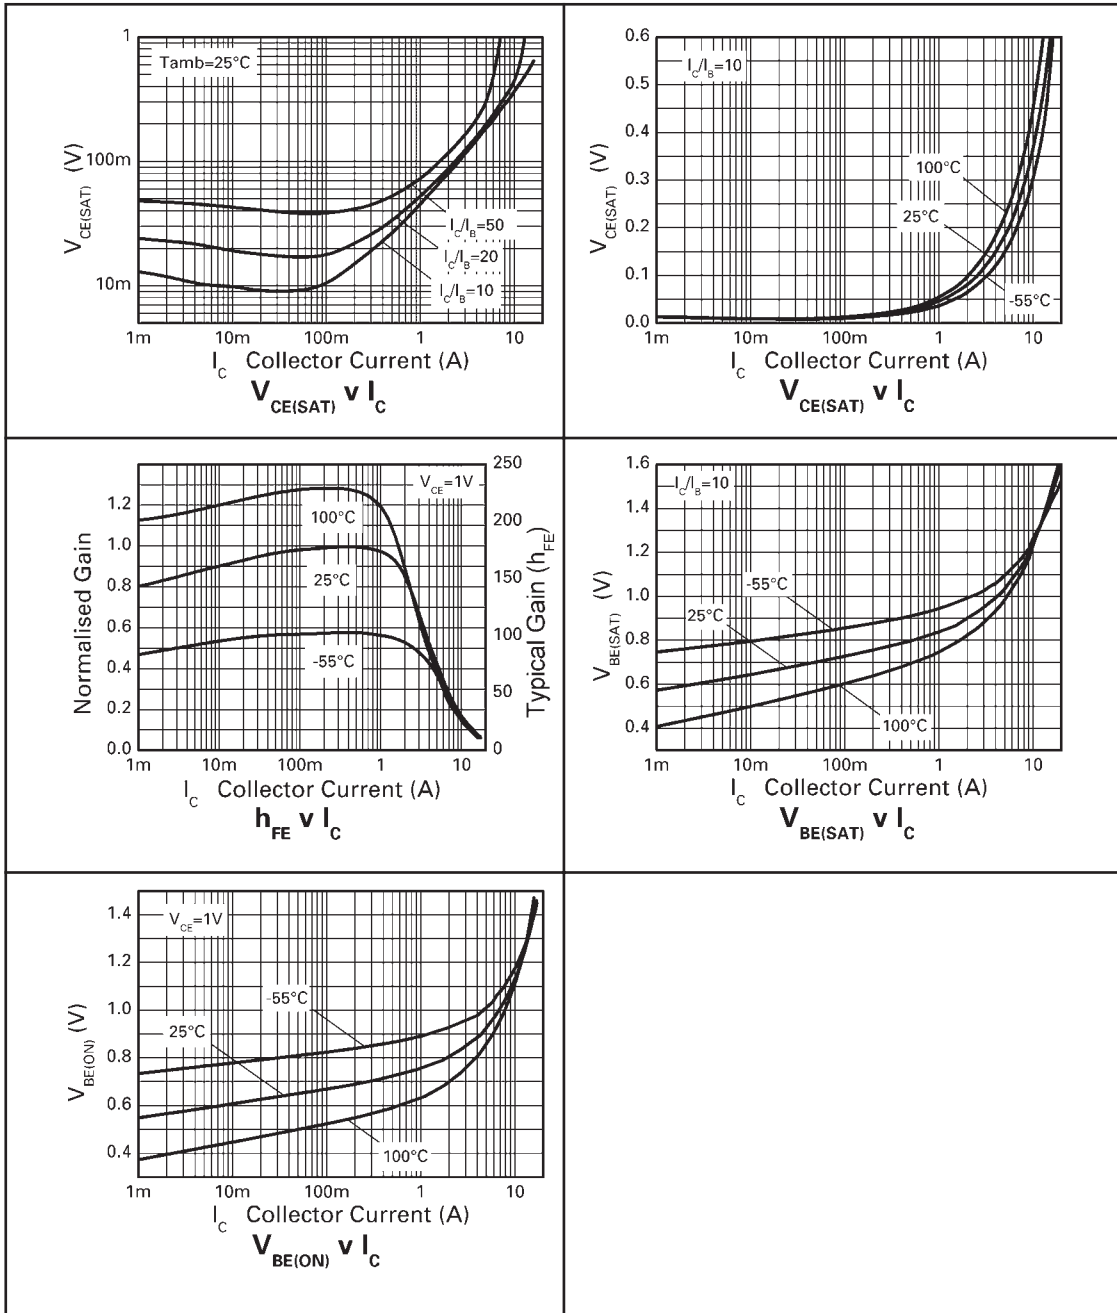 1
100m
10m
V_CE(SAT) (V)
Tamb=25°C
I_C/I_B=50
I_C/I_B=20
I_C/I_B=10
1m 10m 100m 1 10
I_C Collector Current (A)
V_CE(SAT) v I_C
0.6
0.5
0.4
0.3
0.2
0.1
0.0
V_CE(SAT) (V)
I_C/I_B=10
100°C
25°C
-55°C
1m 10m 100m 1 10
I_C Collector Current (A)
V_CE(SAT) v I_C
1.2
1.0
0.8
0.6
0.4
0.2
0.0
Normalised Gain
V_CE=1V
100°C
25°C
-55°C
250
200
150
100
50
0
Typical Gain (h_FE)
1m 10m 100m 1 10
I_C Collector Current (A)
h_FE v I_C
1.6
1.4
1.2
1.0
0.8
0.6
0.4
V_BE(SAT) (V)
I_C/I_B=10
-55°C
25°C
100°C
1m 10m 100m 1 10
I_C Collector Current (A)
V_BE(SAT) v I_C
1.4
1.2
1.0
0.8
0.6
0.4
V_BE(ON) (V)
V_CE=1V
-55°C
25°C
100°C
1m 10m 100m 1 10
I_C Collector Current (A)
V_BE(ON) v I_C